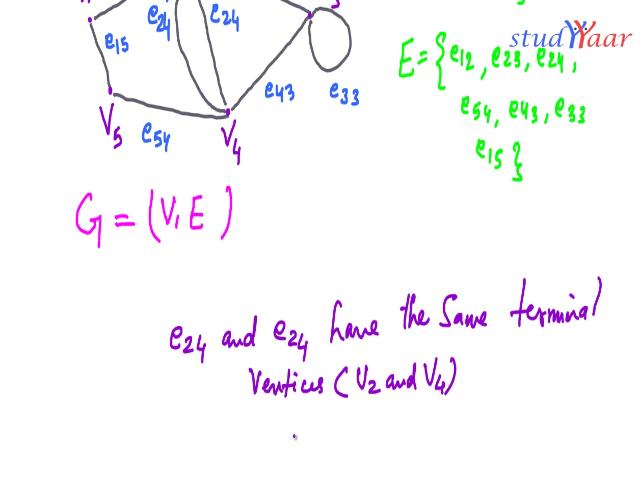 e24 e24
e15
studYYaar
E = { e12 , e23 , e24 ,
e43 e33
e54 , e43 , e33
V5 e54 V4
e15 }
G = (V, E )
e24 and e24 have the same terminal
Vertices ( V2 and V4 )